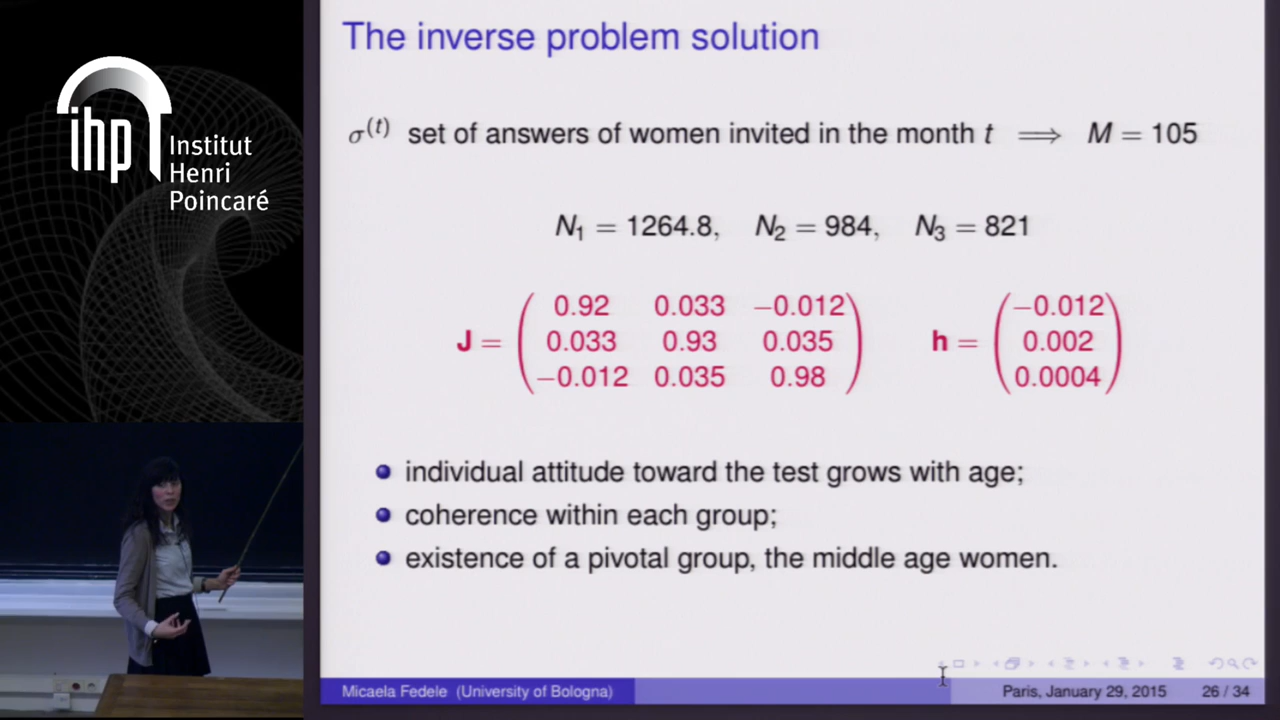 ihp
Institut
Henri
Poincaré
The inverse problem solution
σ^(t) set of answers of women invited in the month t ⟹ M = 105
N₁ = 1264.8, N₂ = 984, N₃ = 821
J = ( 0.92 0.033 −0.012 ) h = ( −0.012 )
( 0.033 0.93 0.035 ) ( 0.002 )
( −0.012 0.035 0.98 ) ( 0.0004 )
individual attitude toward the test grows with age;
coherence within each group;
existence of a pivotal group, the middle age women.
Micaela Fedele (University of Bologna) Paris, January 29, 2015 26 / 34